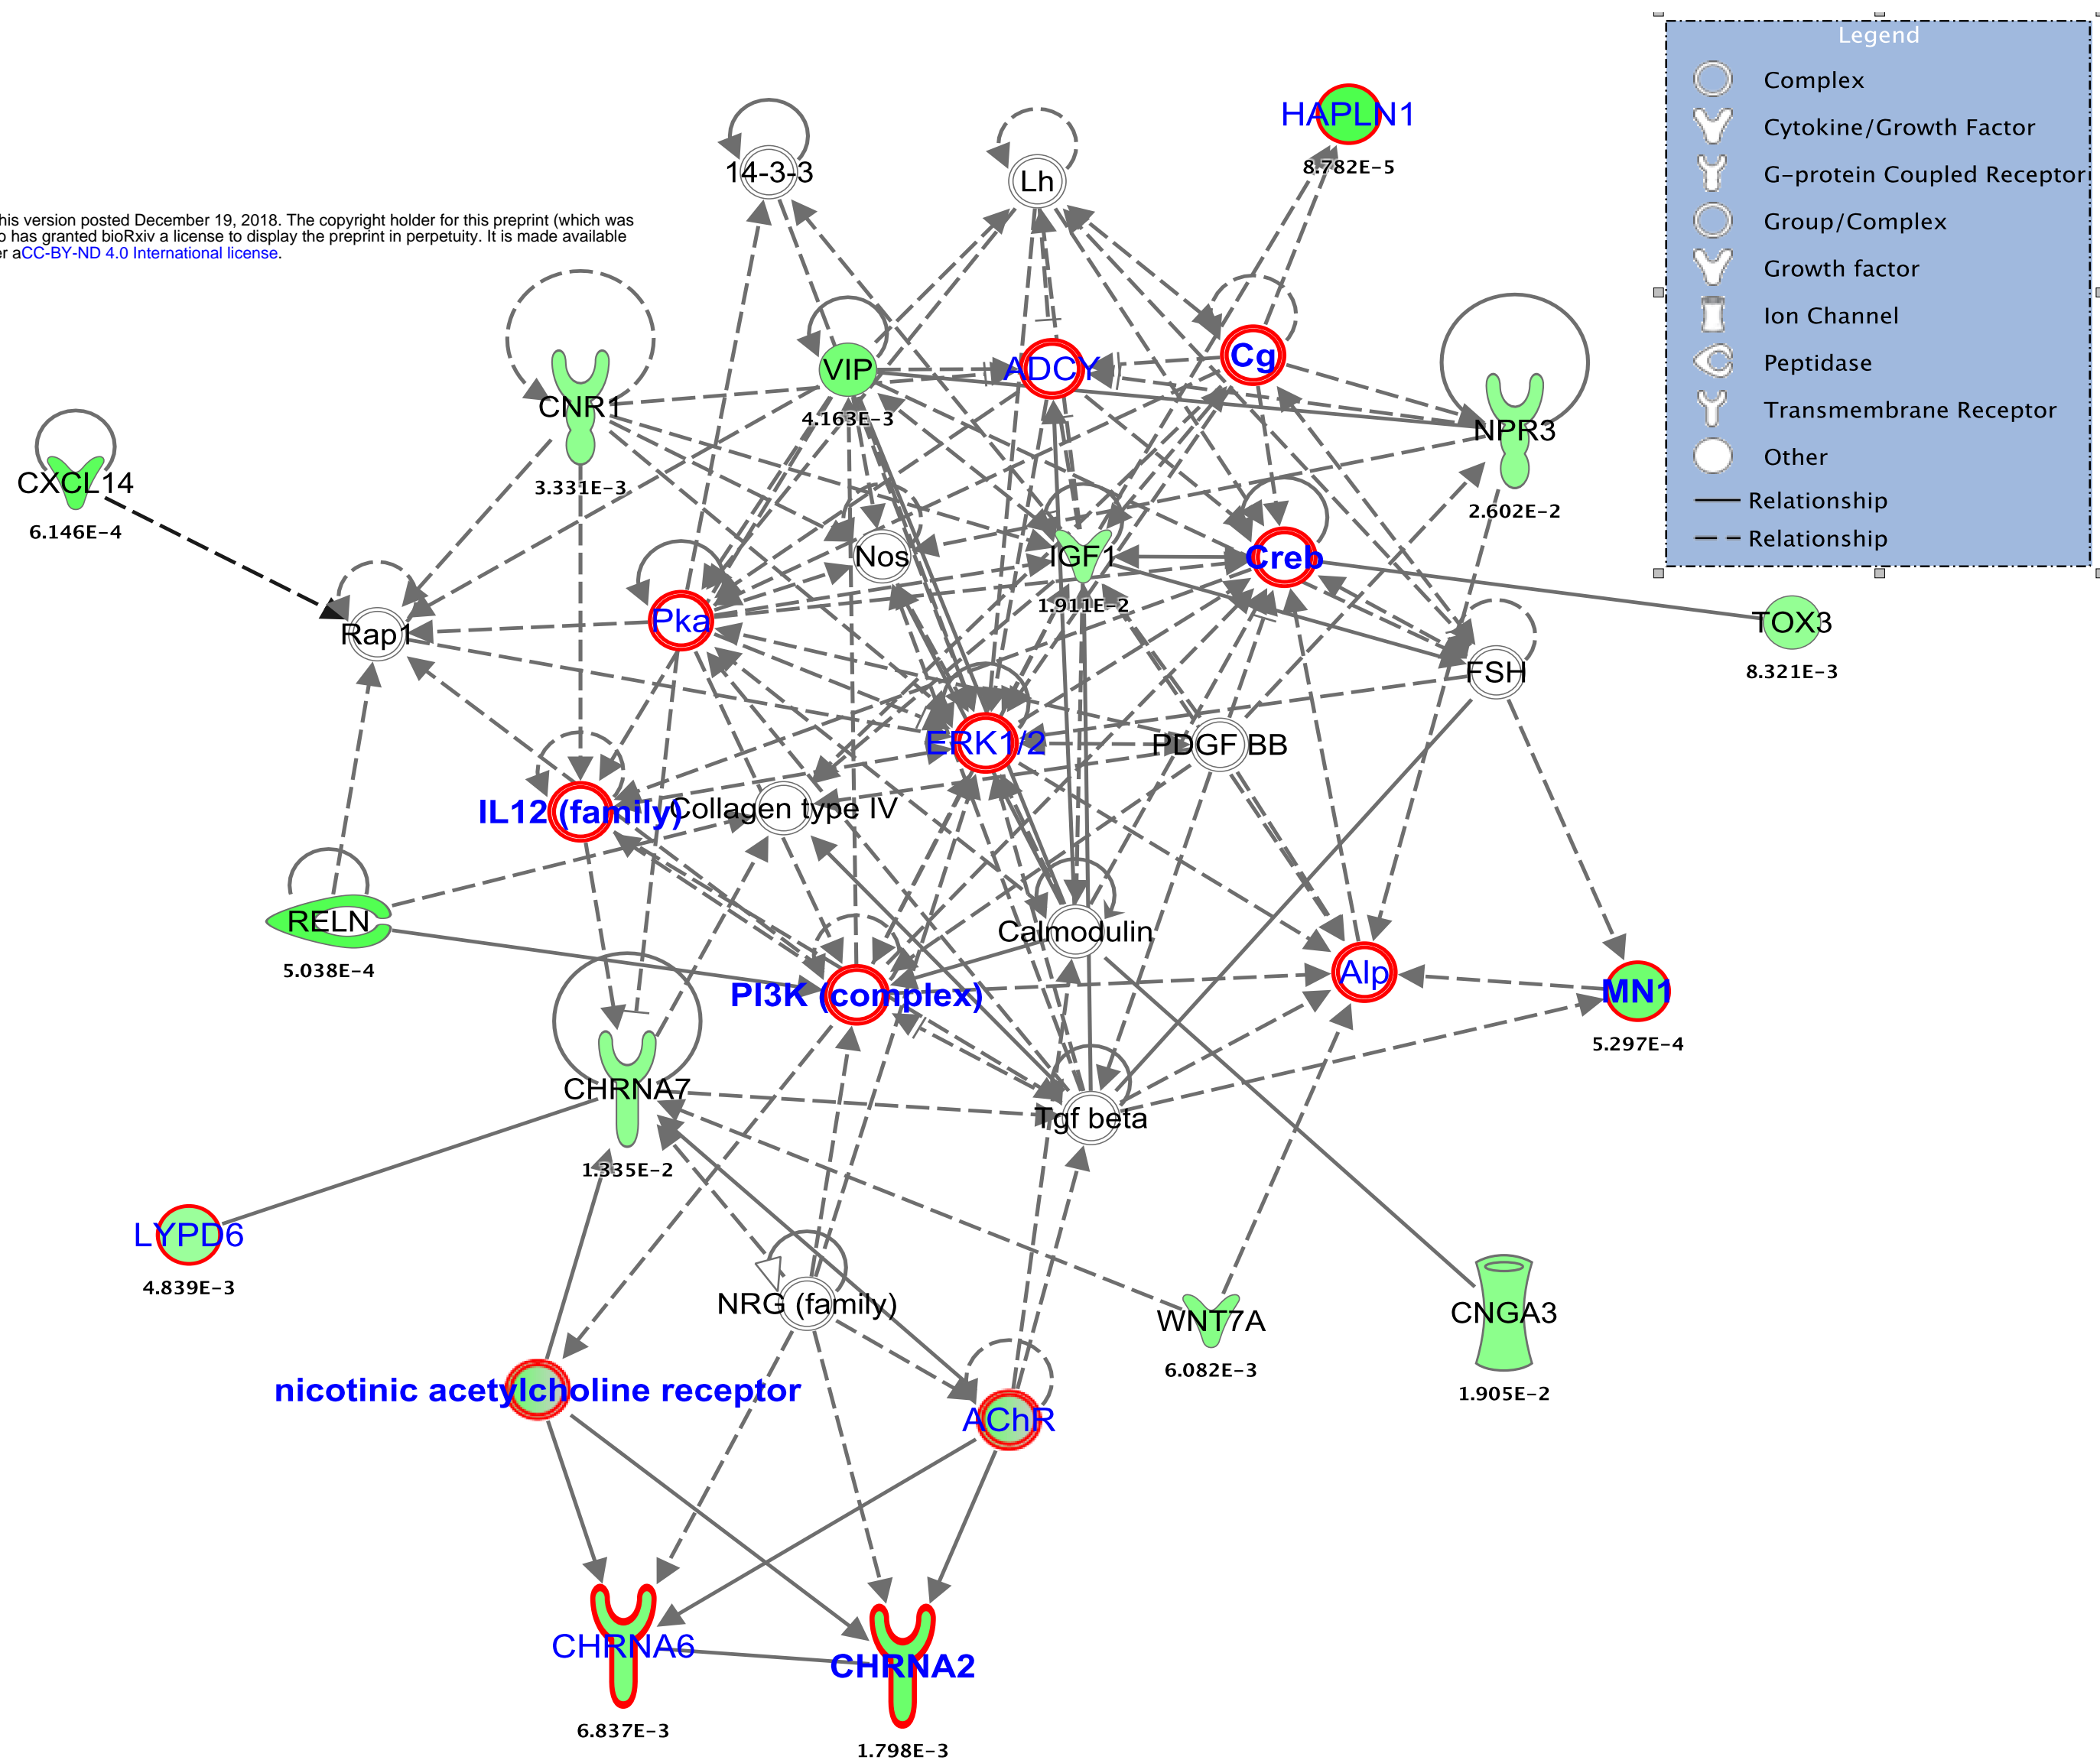 Legend
Complex
Cytokine/Growth Factor
G-protein Coupled Receptor
Group/Complex
Growth factor
Ion Channel
Peptidase
Transmembrane Receptor
Other
Relationship
Relationship
HAPLN1
8.782E-5
14-3-3
Lh
his version posted December 19, 2018. The copyright holder for this preprint (which was
o has granted bioRxiv a license to display the preprint in perpetuity. It is made available
er aCC-BY-ND 4.0 International license.
VIP
4.163E-3
ADCY
Cg
CNR1
3.331E-3
NPR3
2.602E-2
CXCL14
6.146E-4
Nos
IGF1
1.911E-2
Creb
Rap1
Pka
TOX3
8.321E-3
FSH
ERK1/2
PDGF BB
IL12 (family)
Collagen type IV
RELN
5.038E-4
Calmodulin
PI3K (complex)
Alp
MN1
5.297E-4
CHRNA7
1.335E-2
Tgf beta
LYPD6
4.839E-3
NRG (family)
WNT7A
6.082E-3
CNGA3
1.905E-2
nicotinic acetylcholine receptor
AChR
CHRNA6
6.837E-3
CHRNA2
1.798E-3